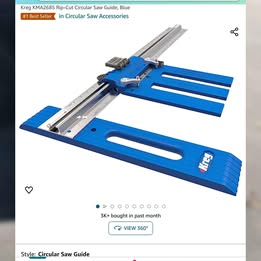 Kreg KMA2685 Rip-Cut Circular Saw Guide, Blue
#1 Best Seller in Circular Saw Accessories
Kreg
3K+ bought in past month
VIEW 360°
Style: Circular Saw Guide